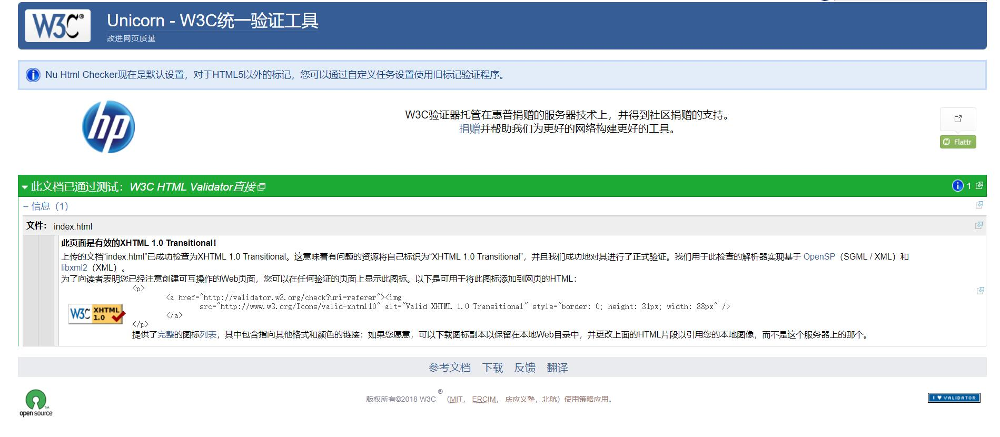 W3C®
Unicorn - W3C统一验证工具
改进网页质量
Nu Html Checker现在是默认设置，对于HTML5以外的标记，您可以通过自定义任务设置使用旧标记验证程序。
hp
W3C验证器托管在惠普捐赠的服务器技术上，并得到社区捐赠的支持。
捐赠并帮助我们为更好的网络构建更好的工具。
Flattr
此文档已通过测试：W3C HTML Validator直接
1
– 信息（1）
文件： index.html
此页面是有效的XHTML 1.0 Transitional！
上传的文档“index.html”已成功检查为XHTML 1.0 Transitional。这意味着有问题的资源将自己标识为“XHTML 1.0 Transitional”，并且我们成功地对其进行了正式验证。我们用于此检查的解析器实现基于 OpenSP（SGML / XML）和
libxml2（XML）。
为了向读者表明您已经注意创建可互操作的Web页面，您可以在任何验证的页面上显示此图标。以下是可用于将此图标添加到网页的HTML：
<p>
<a href="http://validator.w3.org/check?uri=referer"><img
src="http://www.w3.org/Icons/valid-xhtml10" alt="Valid XHTML 1.0 Transitional" style="border: 0; height: 31px; width: 88px" />
</a>
</p>
W3C XHTML 1.0
提供了完整的图标列表，其中包含指向其他格式和颜色的链接：如果您愿意，可以下载图标副本以保留在本地Web目录中，并更改上面的HTML片段以引用您的本地图像，而不是这个服务器上的那个。
参考文档 下载 反馈 翻译
open source™
版权所有©2018 W3C ®（MIT， ERCIM， 庆应义塾，北航）使用策略应用。
I ♥ VALIDATOR